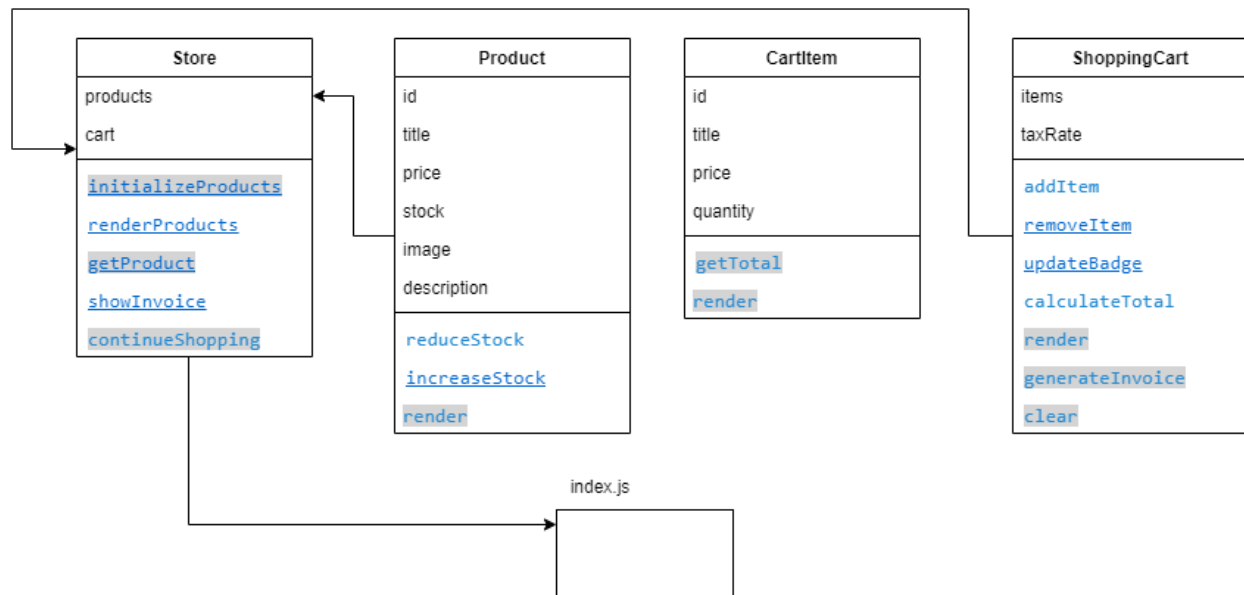 Store
products
cart
initializeProducts
renderProducts
getProduct
showInvoice
continueShopping
Product
id
title
price
stock
image
description
reduceStock
increaseStock
render
CartItem
id
title
price
quantity
getTotal
render
ShoppingCart
items
taxRate
addItem
removeItem
updateBadge
calculateTotal
render
generateInvoice
clear
index.js